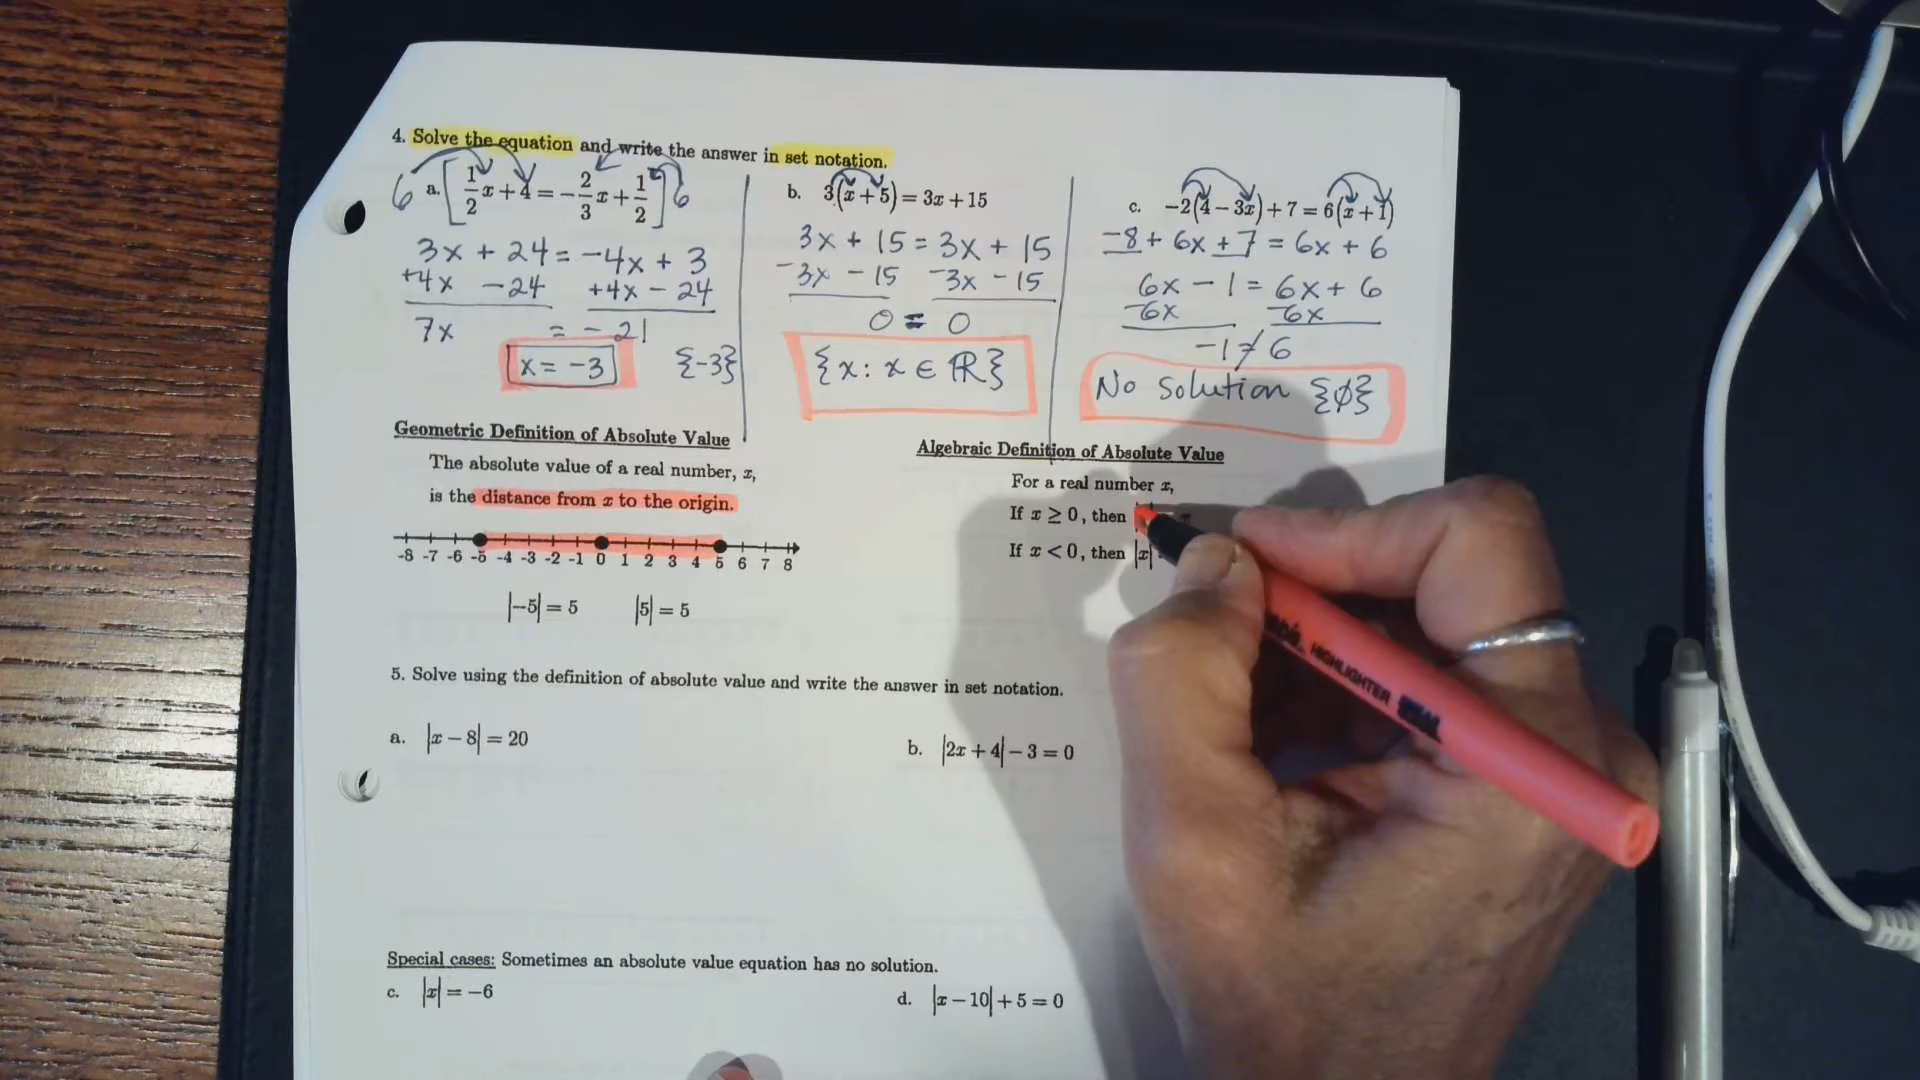 4. Solve the equation and write the answer in set notation.
6 a. [1/2 x + 4 = -2/3 x + 1/2] 6
3x + 24 = -4x + 3
+4x - 24 +4x - 24
7x = -21
x = -3 {-3}
b. 3(x + 5) = 3x + 15
3x + 15 = 3x + 15
-3x - 15 -3x - 15
0 = 0
{x: x ∈ ℝ}
c. -2(4 - 3x) + 7 = 6(x + 1)
-8 + 6x + 7 = 6x + 6
6x - 1 = 6x + 6
-6x -6x
-1 ≠ 6
No Solution {∅}
Geometric Definition of Absolute Value
The absolute value of a real number, x,
is the distance from x to the origin.
-8 -7 -6 -5 -4 -3 -2 -1 0 1 2 3 4 5 6 7 8
|-5| = 5 |5| = 5
Algebraic Definition of Absolute Value
For a real number x,
If x ≥ 0, then
If x < 0, then |x|
5. Solve using the definition of absolute value and write the answer in set notation.
a. |x - 8| = 20
b. |2x + 4| - 3 = 0
Special cases: Sometimes an absolute value equation has no solution.
c. |x| = -6
d. |x - 10| + 5 = 0
HIGHLIGHTER